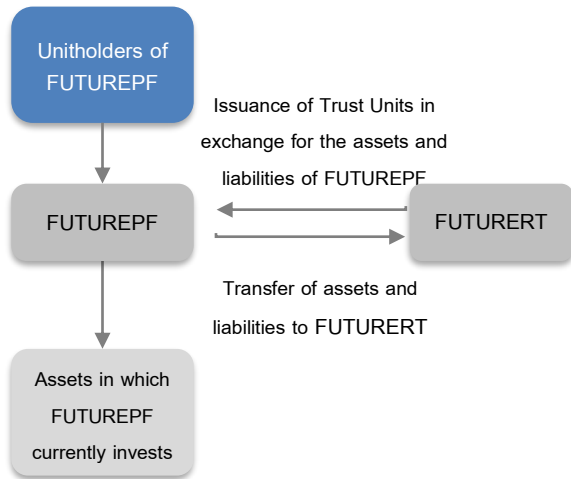 Unitholders of
FUTUREPF
Issuance of Trust Units in
exchange for the assets and
liabilities of FUTUREPF
FUTUREPF
FUTURERT
Transfer of assets and
liabilities to FUTURERT
Assets in which
FUTUREPF
currently invests